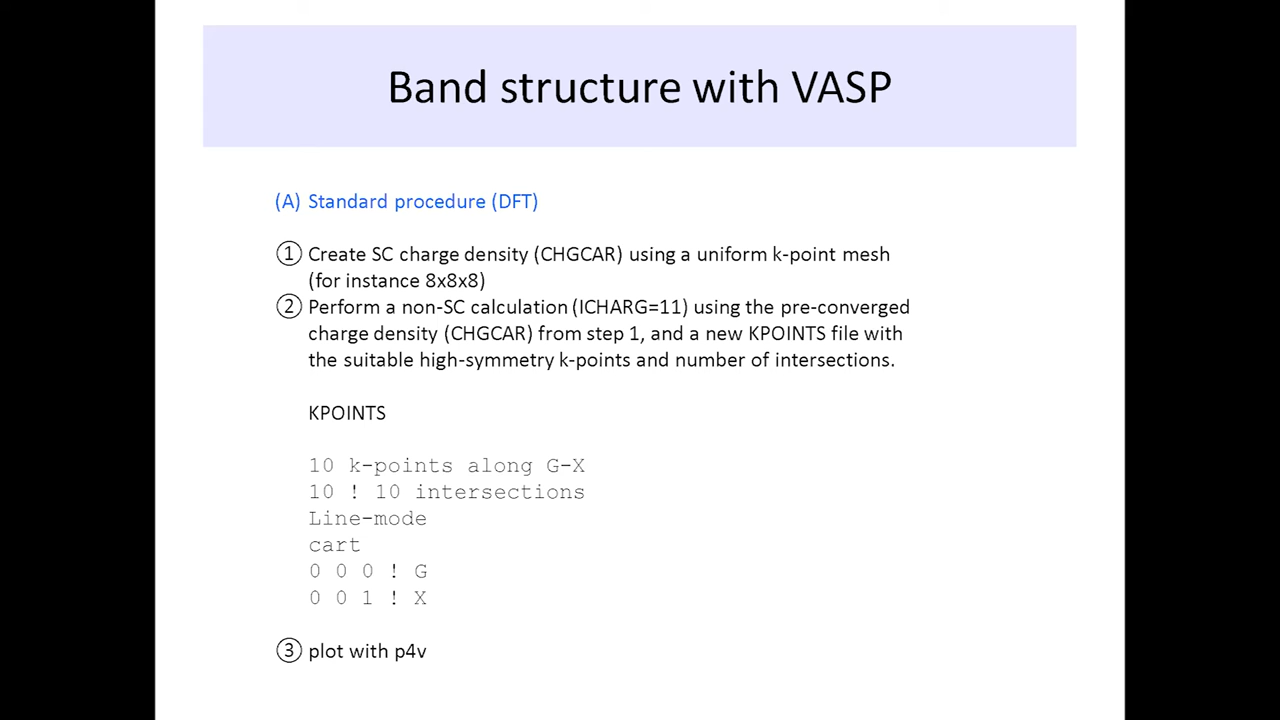 Band structure with VASP
(A) Standard procedure (DFT)
① Create SC charge density (CHGCAR) using a uniform k-point mesh
(for instance 8x8x8)
② Perform a non-SC calculation (ICHARG=11) using the pre-converged
charge density (CHGCAR) from step 1, and a new KPOINTS file with
the suitable high-symmetry k-points and number of intersections.
KPOINTS
10 k-points along G-X
10 ! 10 intersections
Line-mode
cart
0 0 0 ! G
0 0 1 ! X
③ plot with p4v